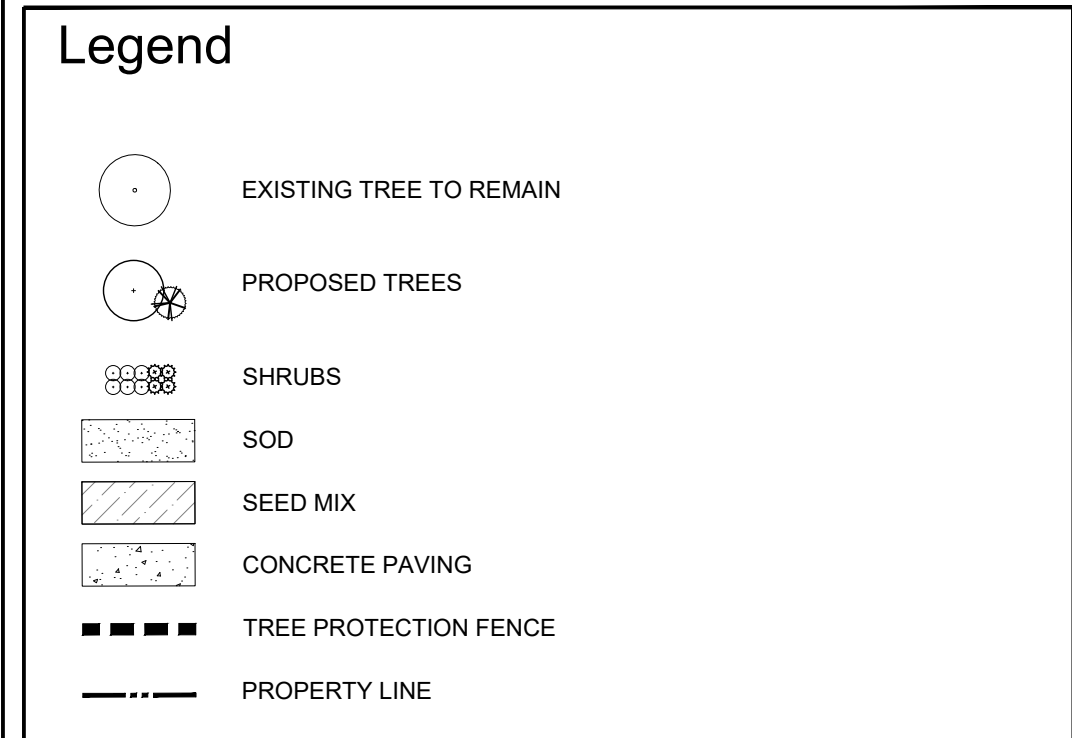 Legend
EXISTING TREE TO REMAIN
PROPOSED TREES
SHRUBS
SOD
SEED MIX
CONCRETE PAVING
TREE PROTECTION FENCE
PROPERTY LINE